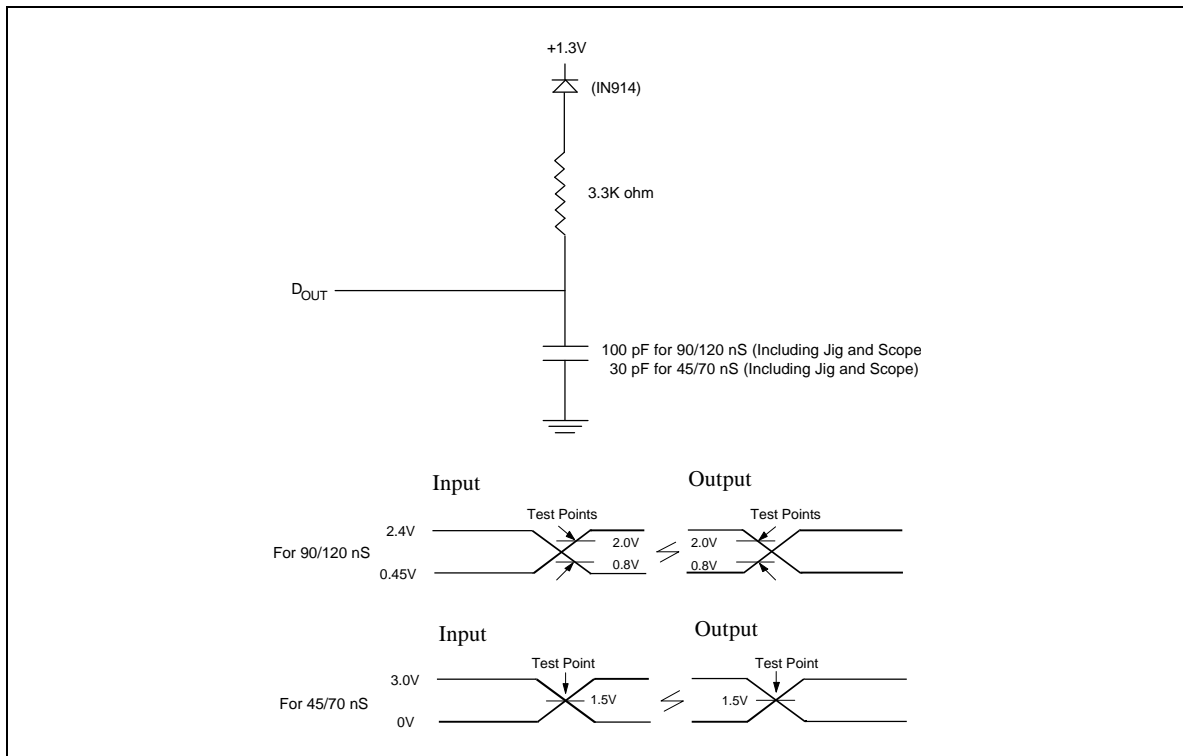 +1.3V
(IN914)
3.3K ohm
DOUT
100 pF for 90/120 nS (Including Jig and Scope
30 pF for 45/70 nS (Including Jig and Scope)
Input Output
Test Points Test Points
2.4V
2.0V 2.0V
For 90/120 nS
0.8V 0.8V
0.45V
Input Output
Test Point Test Point
3.0V
1.5V 1.5V
For 45/70 nS
0V